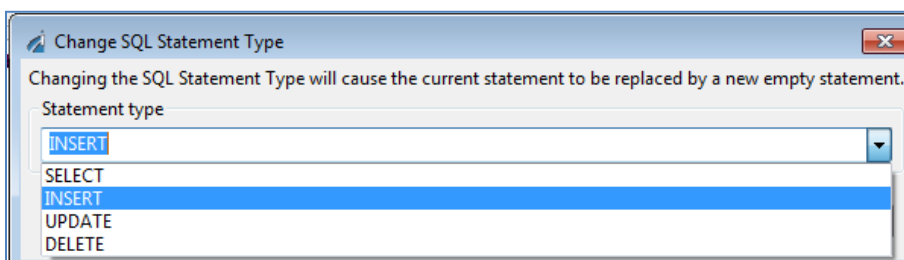 Change SQL Statement Type
Changing the SQL Statement Type will cause the current statement to be replaced by a new empty statement.
Statement type
INSERT
SELECT
INSERT
UPDATE
DELETE